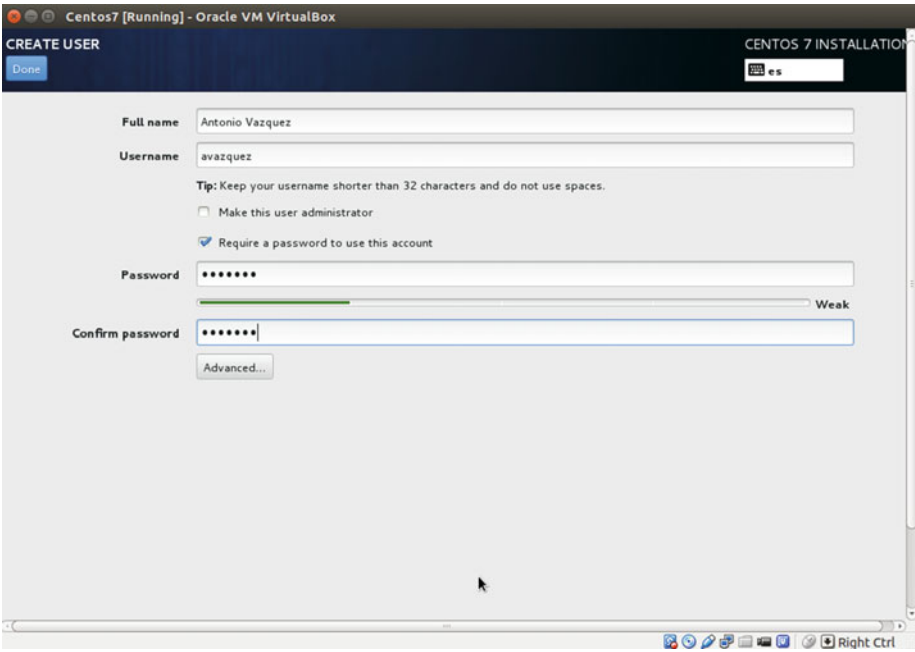 Centos7 [Running] - Oracle VM VirtualBox
CREATE USER
CENTOS 7 INSTALLATION
Done
es
Full name
Antonio Vazquez
Username
avazquez
Tip: Keep your username shorter than 32 characters and do not use spaces.
Make this user administrator
Require a password to use this account
Password
•••••••
Weak
Confirm password
•••••••
Advanced...
Right Ctrl